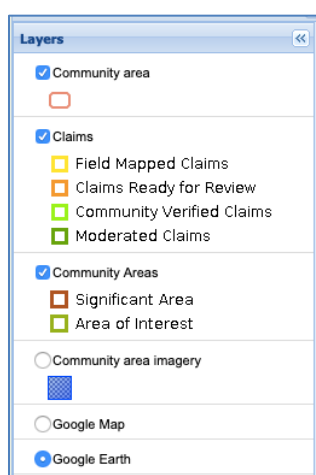 Layers
Community area
Claims
Field Mapped Claims
Claims Ready for Review
Community Verified Claims
Moderated Claims
Community Areas
Significant Area
Area of Interest
Community area imagery
Google Map
Google Earth